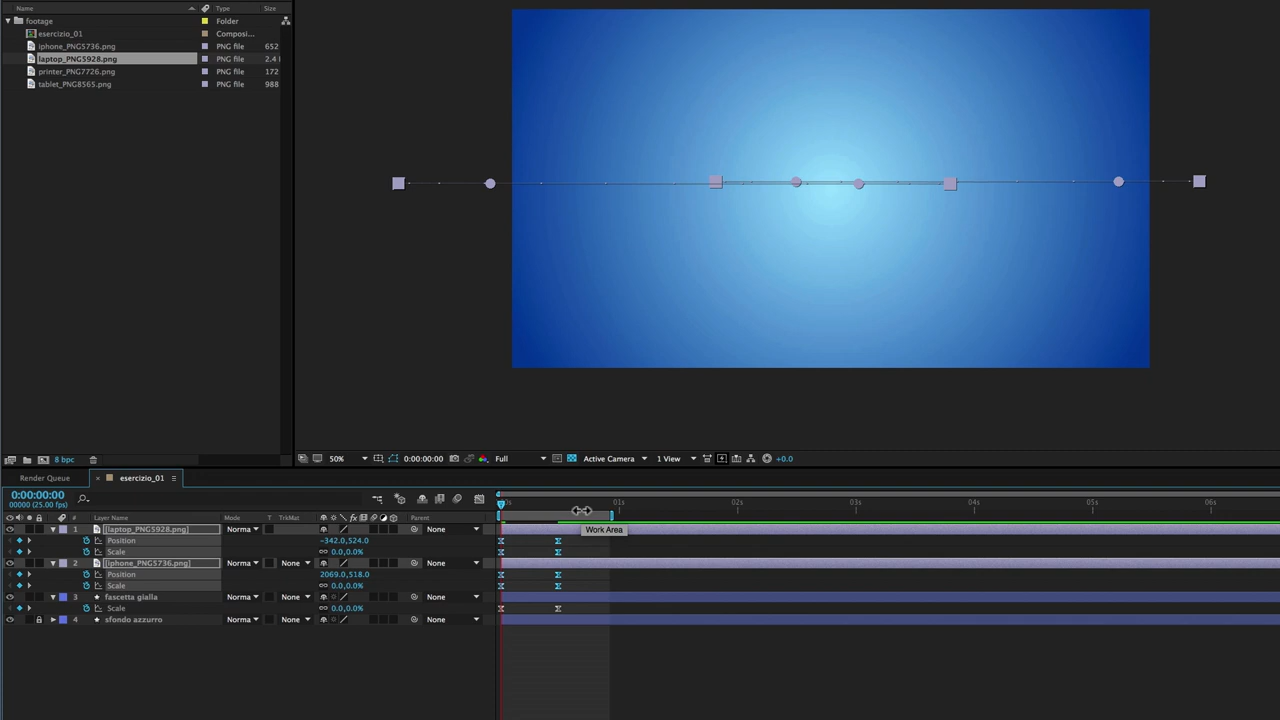 Name Type Size
footage Folder
esercizio_01 Composi...
iphone_PNG5736.png PNG file 652
laptop_PNG5928.png PNG file 2.4
printer_PNG7726.png PNG file 172
tablet_PNG8565.png PNG file 988
8 bpc
50% 0:00:00:00 Full Active Camera 1 View +0.0
Render Queue × esercizio_01
0:00:00:00
00000 (25.00 fps)
01s 02s 03s 04s 05s 06s
# Layer Name Mode T TrkMat Parent
Work Area
1 [laptop_PNG5928.png] Norma None
Position -342.0,524.0
Scale 0.0,0.0%
2 [iphone_PNG5736.png] Norma None None
Position 2069.0,518.0
Scale 0.0,0.0%
3 fascetta gialla Norma None None
Scale 0.0,0.0%
4 sfondo azzurro Norma None None